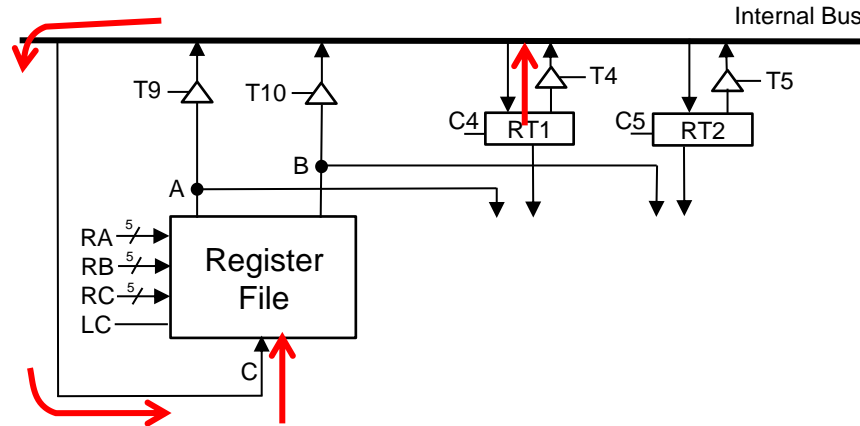 Internal Bus
T9
T10
T4
T5
C4
RT1
C5
RT2
B
A
5
RA
5
RB
5
RC
LC
Register
File
C